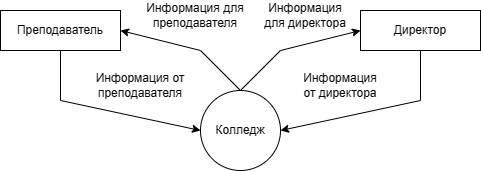 Информация для
преподавателя
Информация
для директора
Преподаватель
Директор
Информация от
преподавателя
Информация
от директора
Колледж